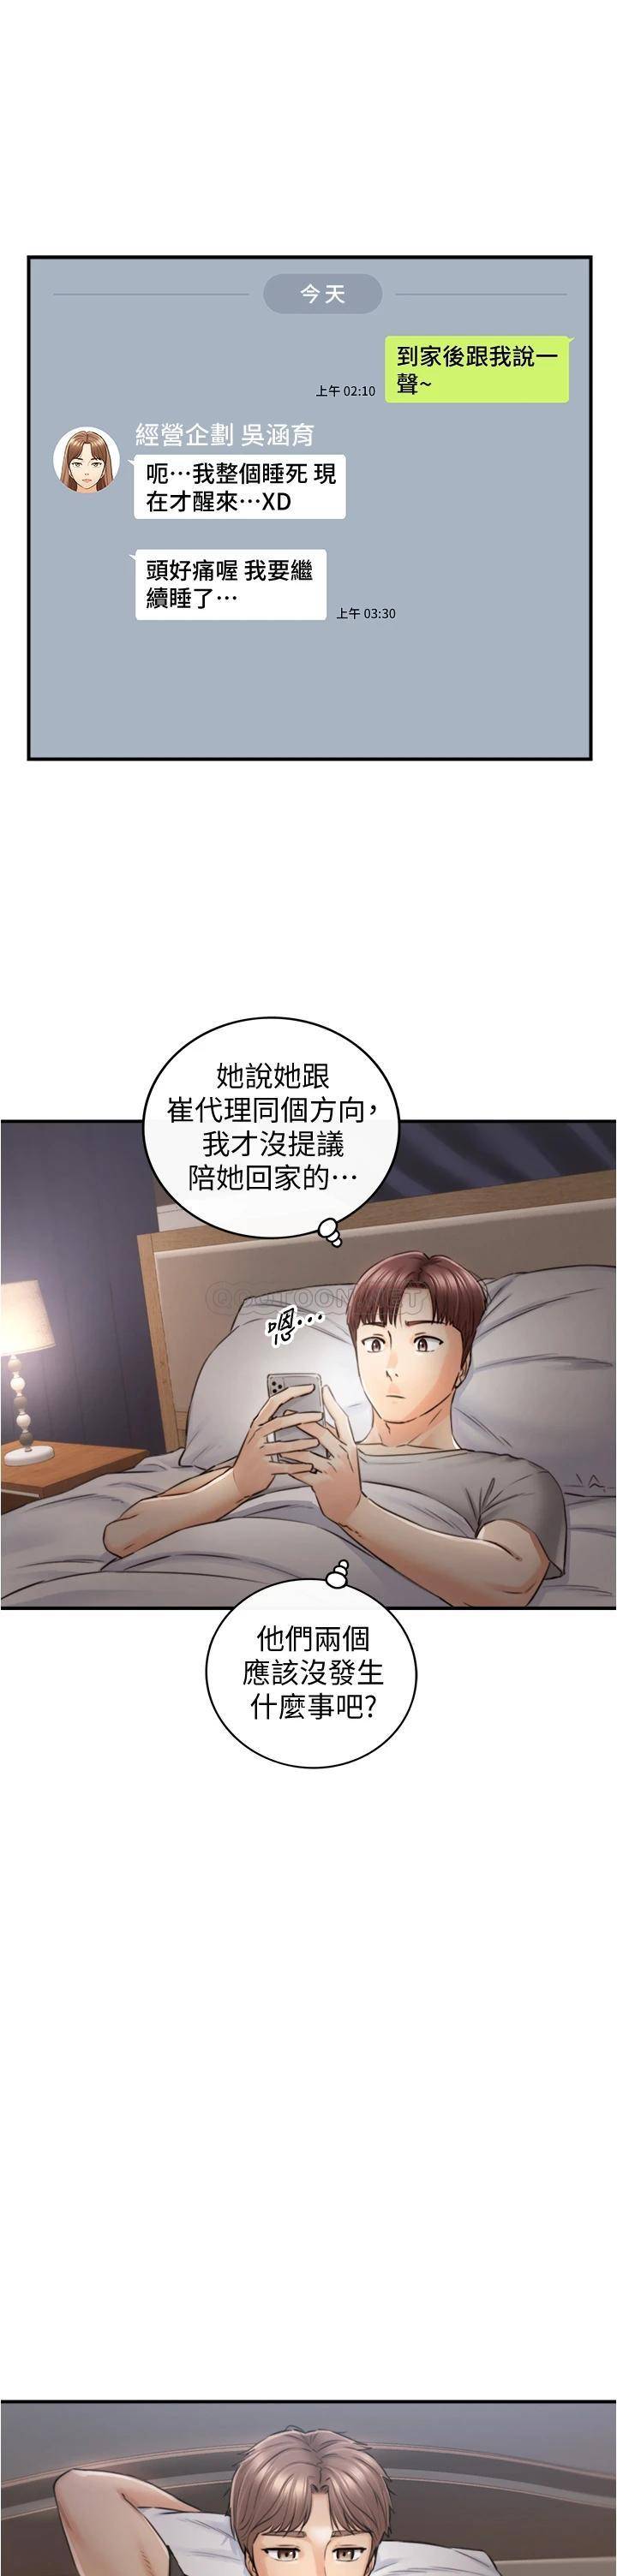 今天
到家後跟我說一
聲~
上午 02:10
經營企劃 吳涵育
呃⋯我整個睡死 現
在才醒來⋯XD
頭好痛喔 我要繼
續睡了⋯
上午 03:30
她說她跟
崔代理同個方向，
我才沒提議
陪她回家的⋯
嗯⋯
他們兩個
應該沒發生
什麼事吧?